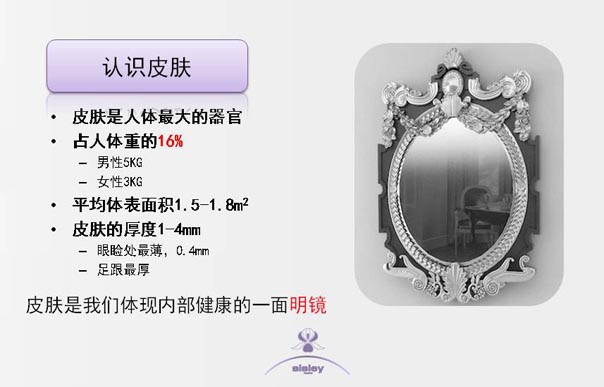 认识皮肤
• 皮肤是人体最大的器官
• 占人体重的16%
– 男性5KG
– 女性3KG
• 平均体表面积1.5-1.8m²
• 皮肤的厚度1-4mm
– 眼睑处最薄，0.4mm
– 足跟最厚
皮肤是我们体现内部健康的一面明镜
sisley